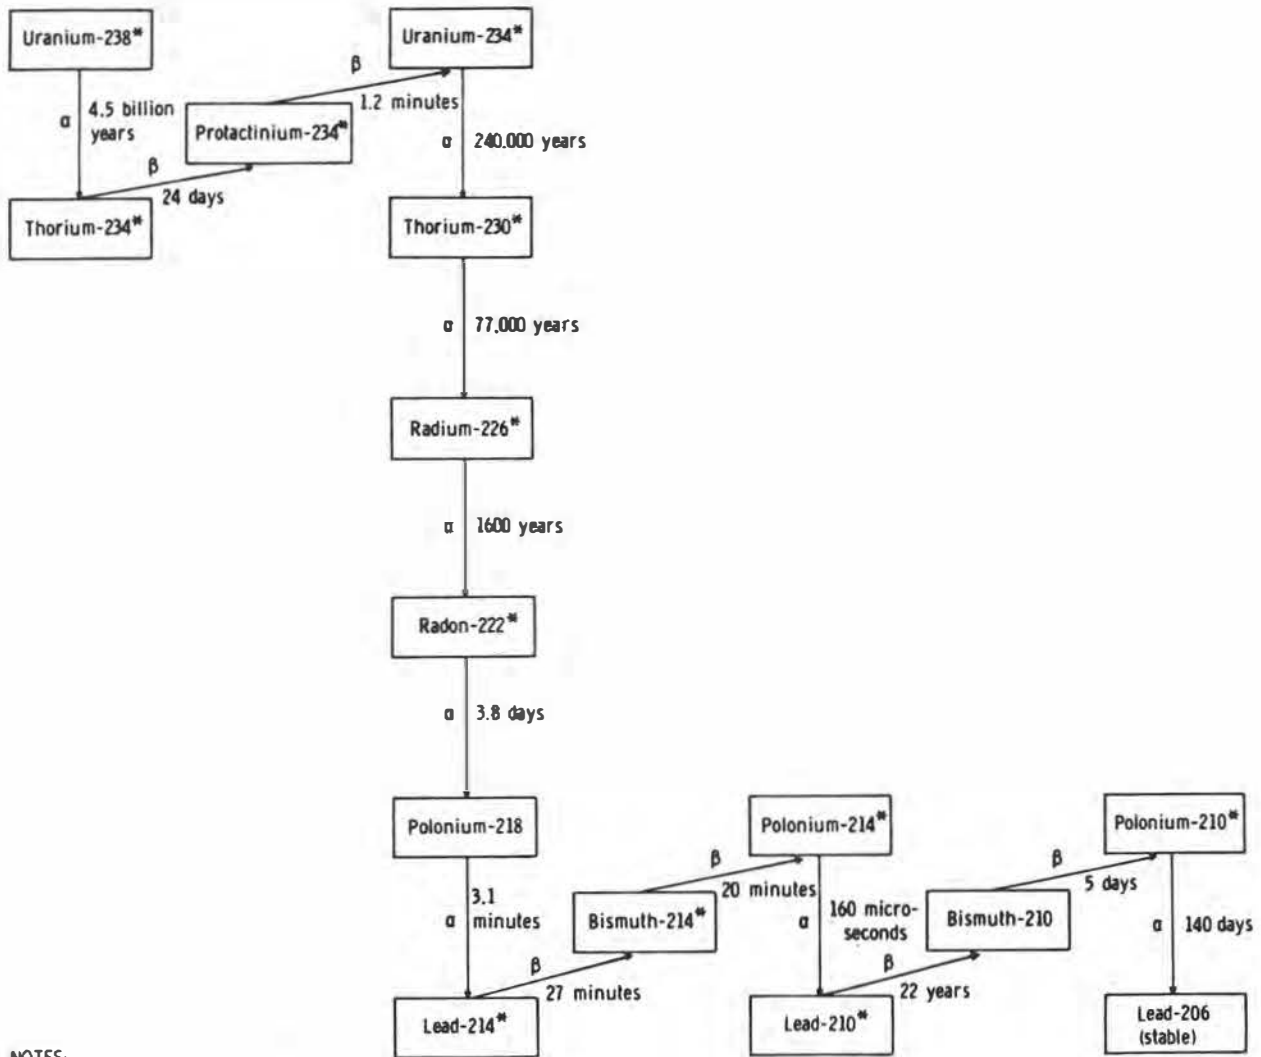 Uranium-238*
α
4.5 billion
years
Thorium-234*
β
24 days
Protactinium-234*
β
1.2 minutes
Uranium-234*
α
240,000 years
Thorium-230*
α
77,000 years
Radium-226*
α
1600 years
Radon-222*
α
3.8 days
Polonium-218
α
3.1
minutes
Lead-214*
β
27 minutes
Bismuth-214*
β
20 minutes
Polonium-214*
α
160 micro-
seconds
Lead-210*
β
22 years
Bismuth-210
β
5 days
Polonium-210*
α
140 days
Lead-206
(stable)
NOTES: